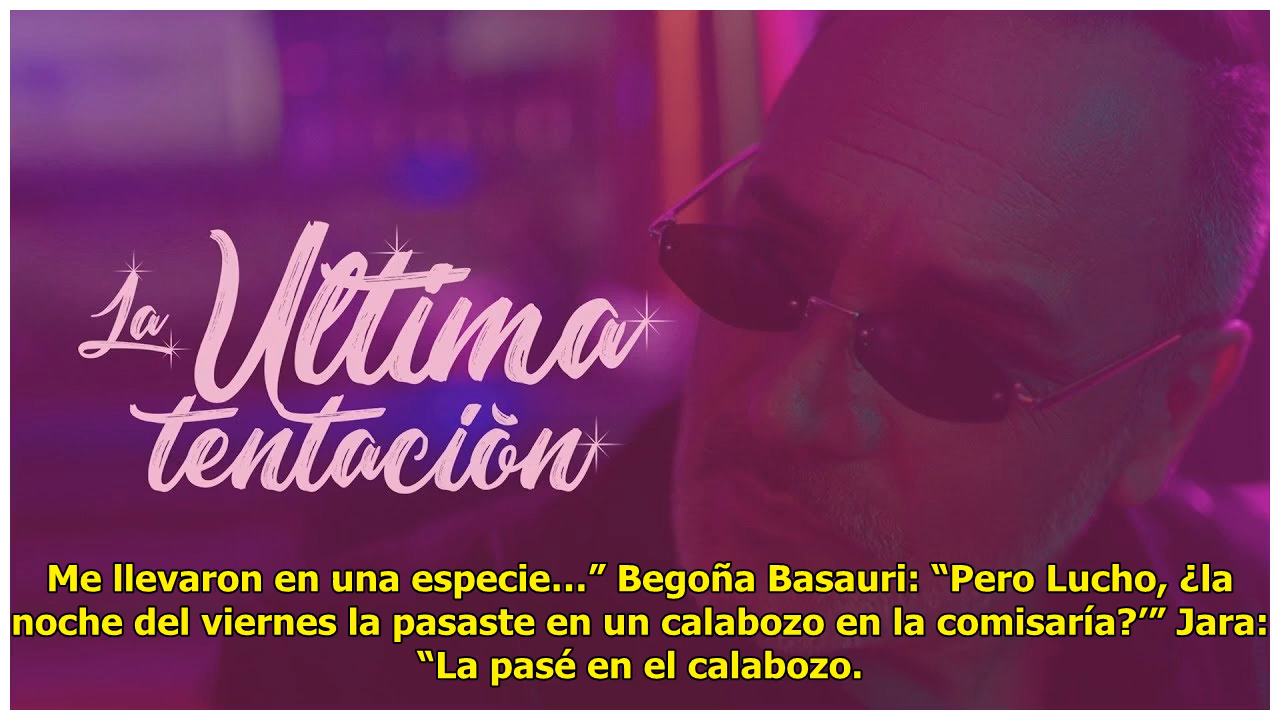 La Ultima
tentaciŏn
Me llevaron en una especie...” Begoña Basauri: “Pero Lucho, ¿la
noche del viernes la pasaste en un calabozo en la comisaría?’” Jara:
“La pasé en el calabozo.